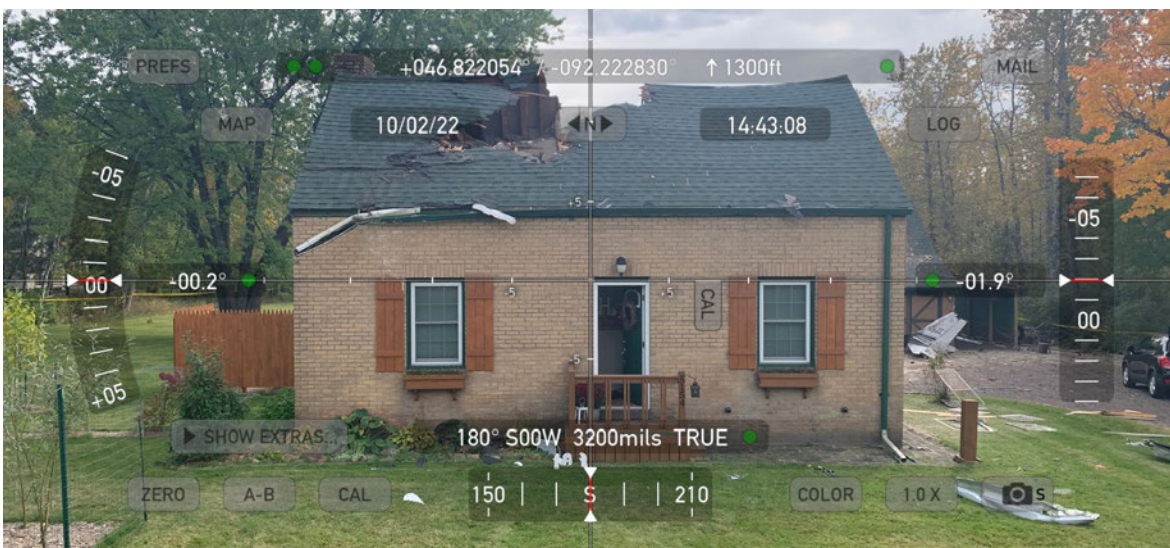 PREFS
+046.822054° / -092.222830° ↑ 1300ft
MAIL
MAP
10/02/22
N
14:43:08
LOG
-05
+5
-05
00
-00.2°
-5
+5
CAL
-01.9°
00
-5
+05
SHOW EXTRAS...
180° S00W 3200mils TRUE
ZERO
A-B
CAL
150 | | S | | 210
COLOR
1.0 X
S